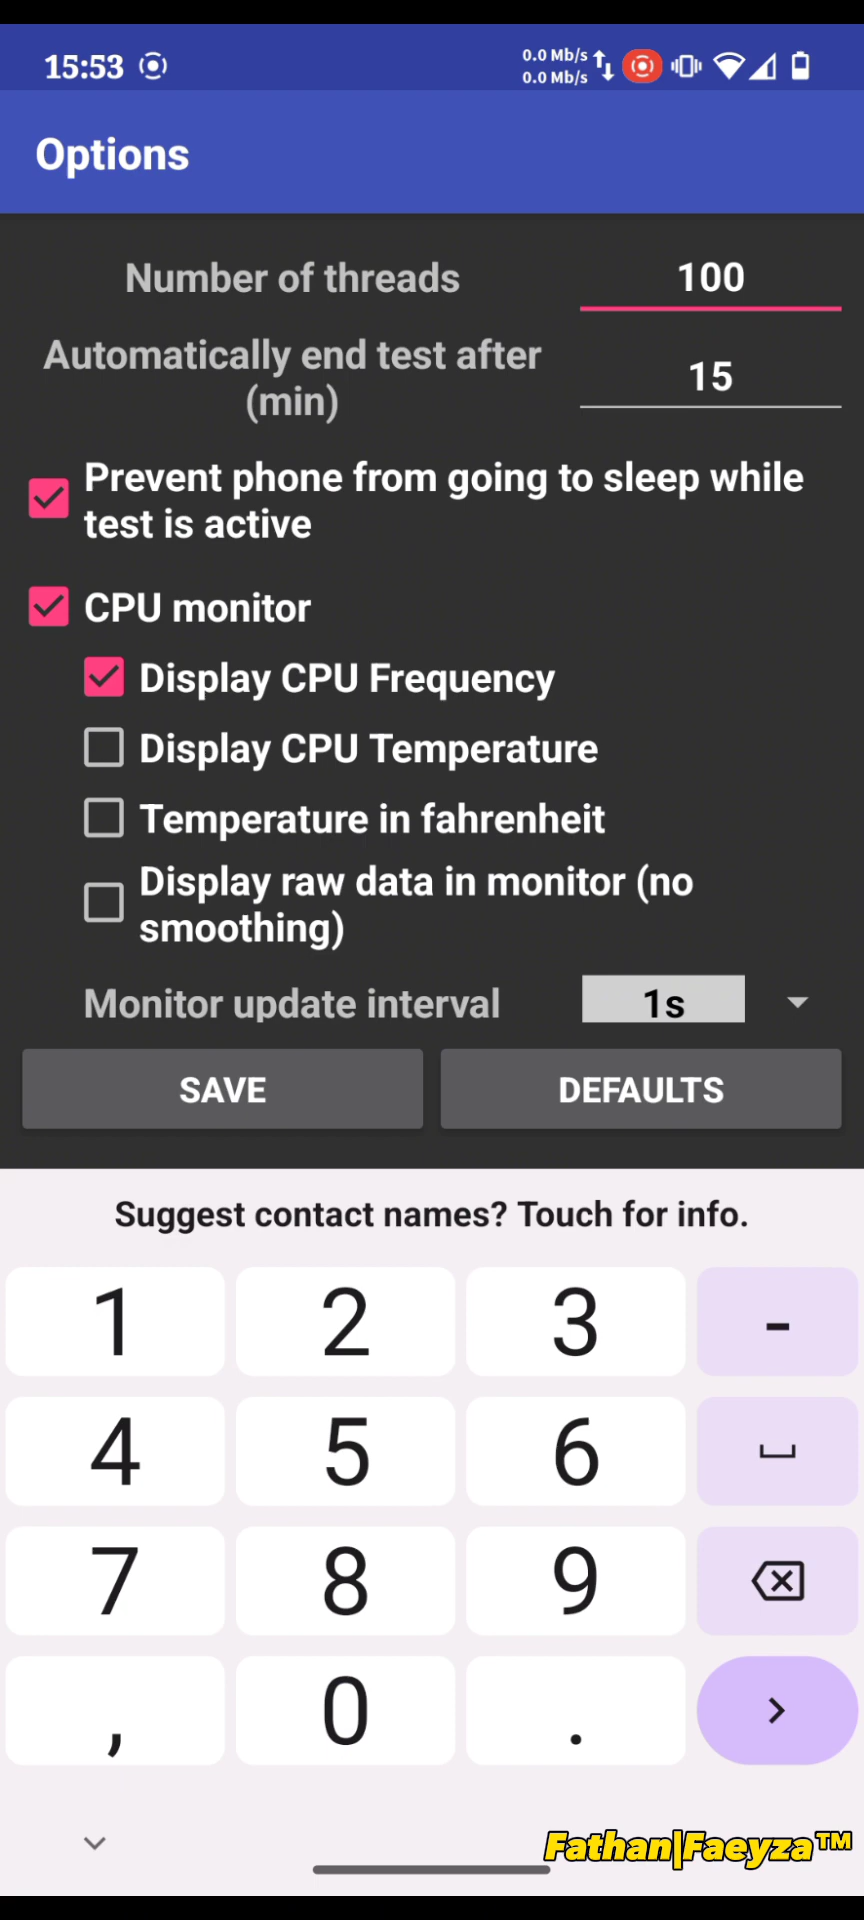 15:53
0.0 Mb/s
0.0 Mb/s
Options
Number of threads
100
Automatically end test after
(min)
15
Prevent phone from going to sleep while
test is active
CPU monitor
Display CPU Frequency
Display CPU Temperature
Temperature in fahrenheit
Display raw data in monitor (no
smoothing)
Monitor update interval
1s
SAVE
DEFAULTS
Suggest contact names? Touch for info.
1 2 3 -
4 5 6
7 8 9
, 0 .
Fathan|Faeyza™